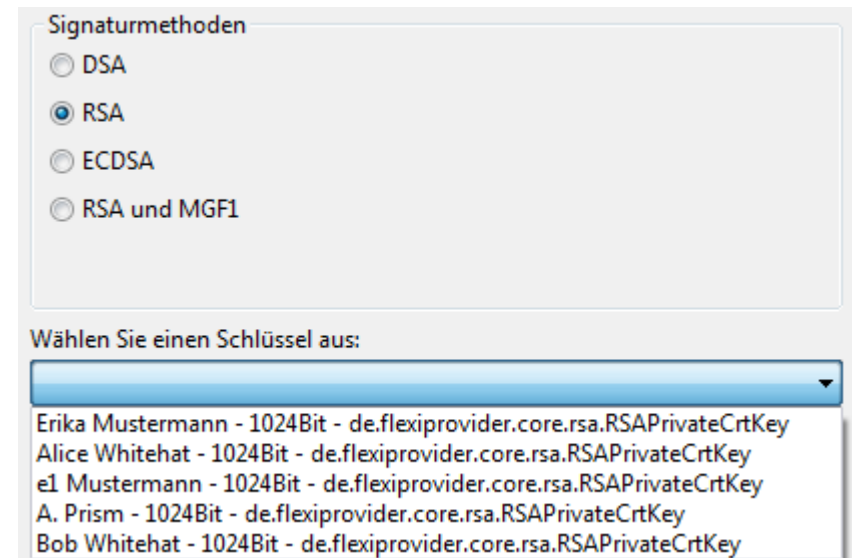 Signaturmethoden
DSA
RSA
ECDSA
RSA und MGF1
Wählen Sie einen Schlüssel aus:
Erika Mustermann - 1024Bit - de.flexiprovider.core.rsa.RSAPrivateCrtKey
Alice Whitehat - 1024Bit - de.flexiprovider.core.rsa.RSAPrivateCrtKey
e1 Mustermann - 1024Bit - de.flexiprovider.core.rsa.RSAPrivateCrtKey
A. Prism - 1024Bit - de.flexiprovider.core.rsa.RSAPrivateCrtKey
Bob Whitehat - 1024Bit - de.flexiprovider.core.rsa.RSAPrivateCrtKey